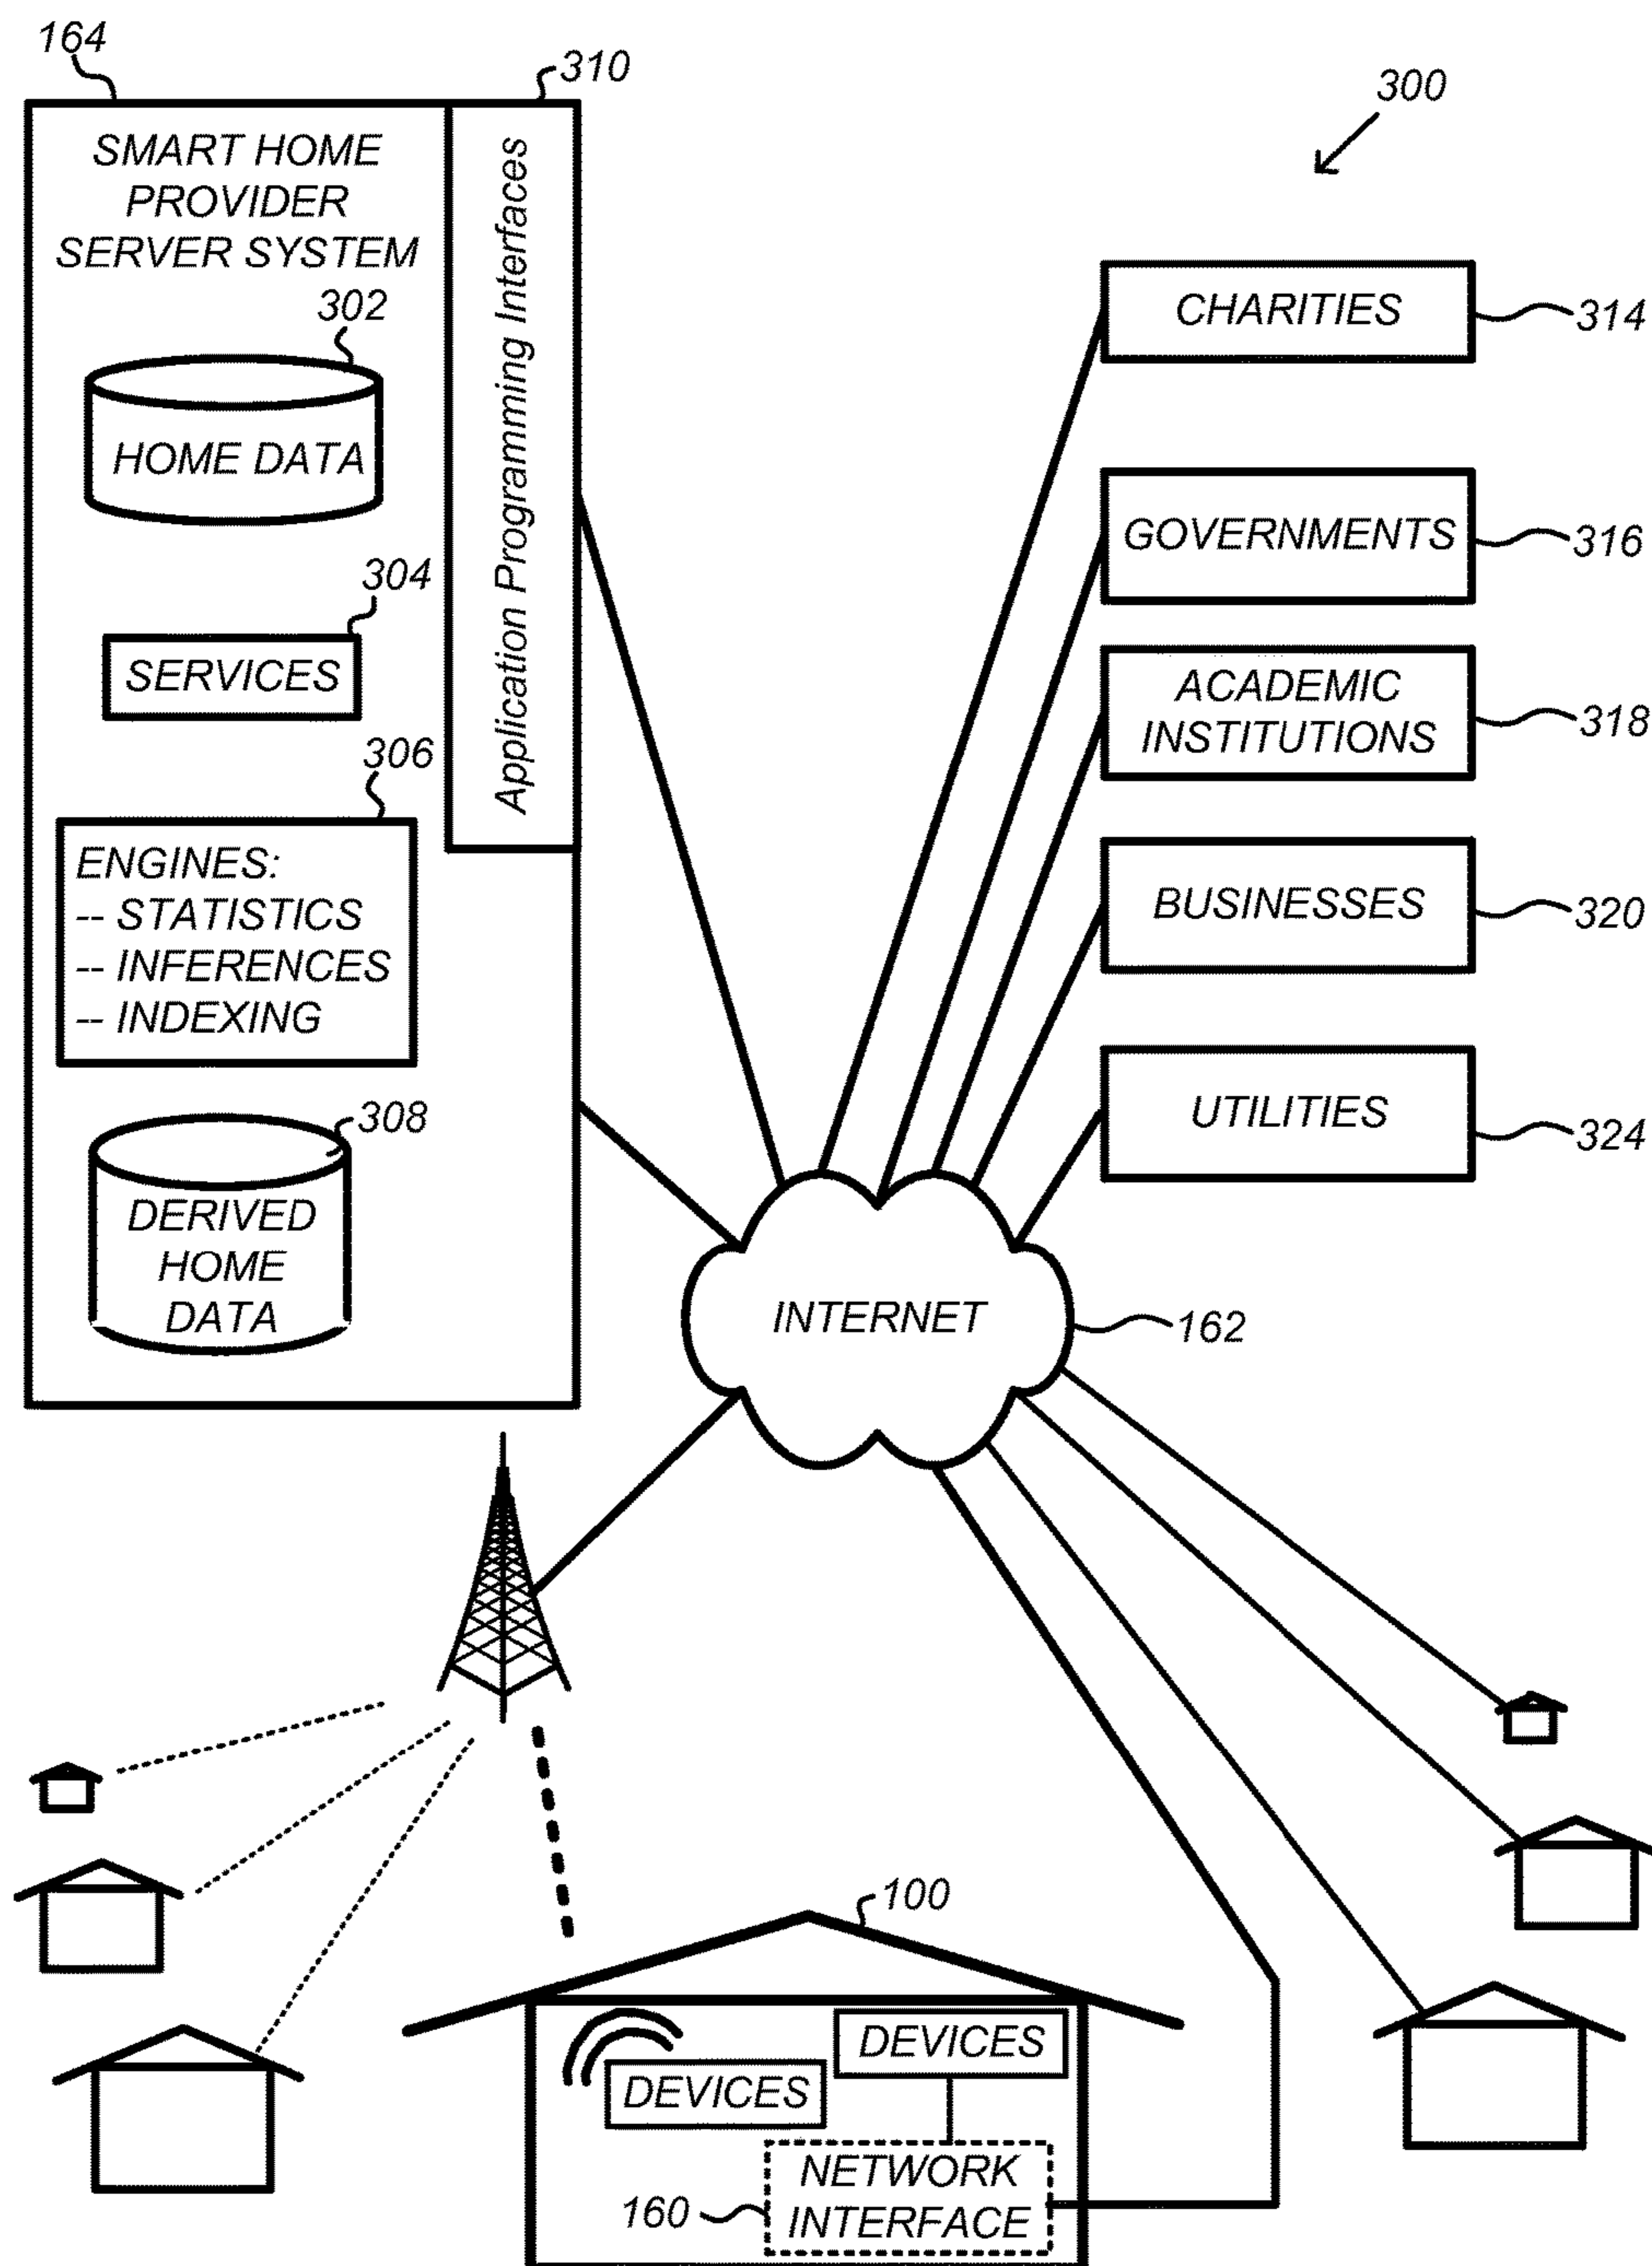 164
310
300
SMART HOME
PROVIDER
SERVER SYSTEM
Application Programming Interfaces
302
HOME DATA
304
SERVICES
306
ENGINES:
-- STATISTICS
-- INFERENCES
-- INDEXING
308
DERIVED
HOME
DATA
CHARITIES
314
GOVERNMENTS
316
ACADEMIC
INSTITUTIONS
318
BUSINESSES
320
UTILITIES
324
INTERNET
162
100
DEVICES
DEVICES
NETWORK
INTERFACE
160